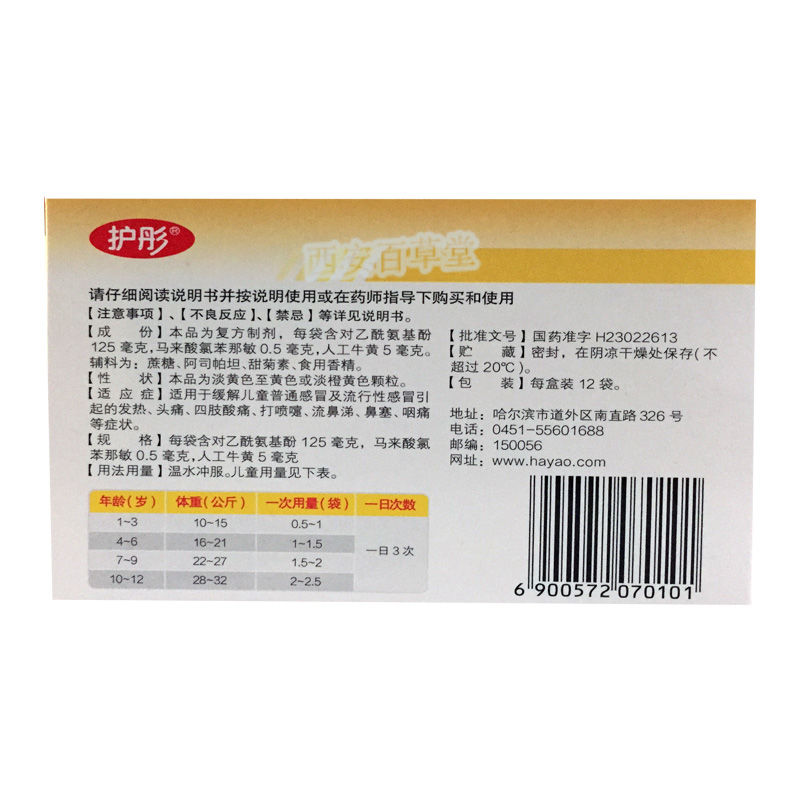 护彤®
西安百草堂
请仔细阅读说明书并按说明使用或在药师指导下购买和使用
【注意事项】、【不良反应】、【禁忌】等详见说明书。
【成　份】本品为复方制剂，每袋含对乙酰氨基酚
125毫克,马来酸氯苯那敏0.5毫克,人工牛黄5毫克。
辅料为：蔗糖、阿司帕坦、甜菊素、食用香精。
【性　状】本品为淡黄色至黄色或淡橙黄色颗粒。
【适应症】适用于缓解儿童普通感冒及流行性感冒引
起的发热、头痛、四肢酸痛、打喷嚏、流鼻涕、鼻塞、咽痛
等症状。
【规　格】每袋含对乙酰氨基酚125毫克，马来酸氯
苯那敏0.5毫克,人工牛黄5毫克
【用法用量】温水冲服。儿童用量见下表。
年龄(岁) 体重(公斤) 一次用量(袋) 一日次数
1~3 10~15 0.5~1
4~6 16~21 1~1.5
一日3次
7~9 22~27 1.5~2
10~12 28~32 2~2.5
【批准文号】国药准字H23022613
【贮　藏】密封，在阴凉干燥处保存(不
超过20℃)。
【包　装】每盒装12袋。
地址：哈尔滨市道外区南直路326号
电话：0451-55601688
邮编：150056
网址：www.hayao.com
6 900572 070101